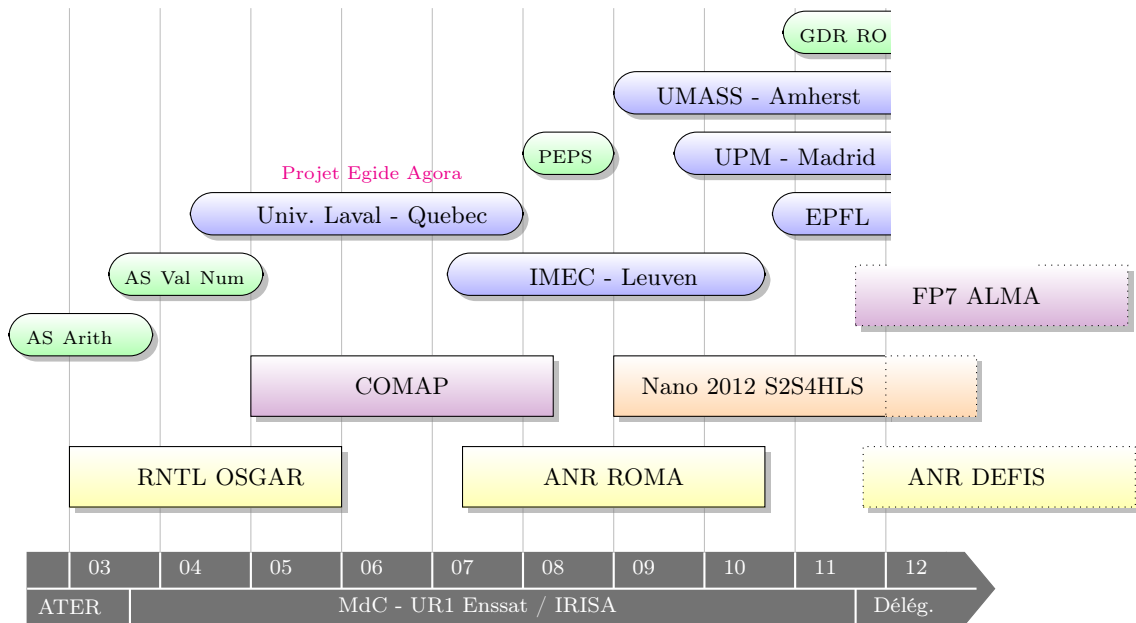 GDR RO
UMASS - Amherst
PEPS
UPM - Madrid
Projet Egide Agora
Univ. Laval - Quebec
EPFL
AS Val Num
IMEC - Leuven
FP7 ALMA
AS Arith
COMAP
Nano 2012 S2S4HLS
RNTL OSGAR
ANR ROMA
ANR DEFIS
03 04 05 06 07 08 09 10 11 12
ATER MdC - UR1 Enssat / IRISA Délég.